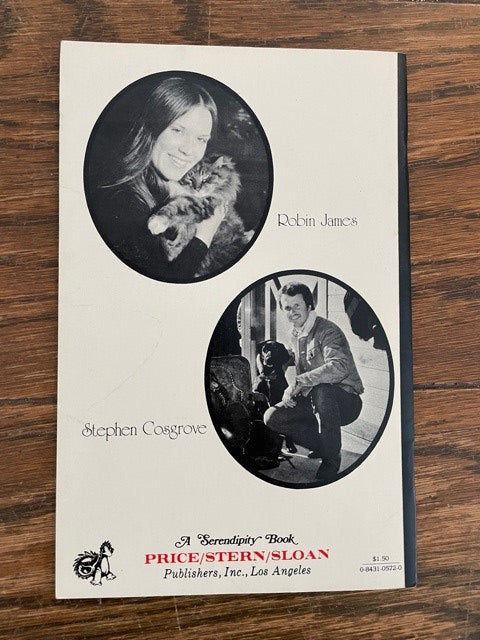 Robin James
Stephen Cosgrove
A Serendipity Book
PRICE/STERN/SLOAN
Publishers, Inc., Los Angeles
$1.50
0-8431-0572-0